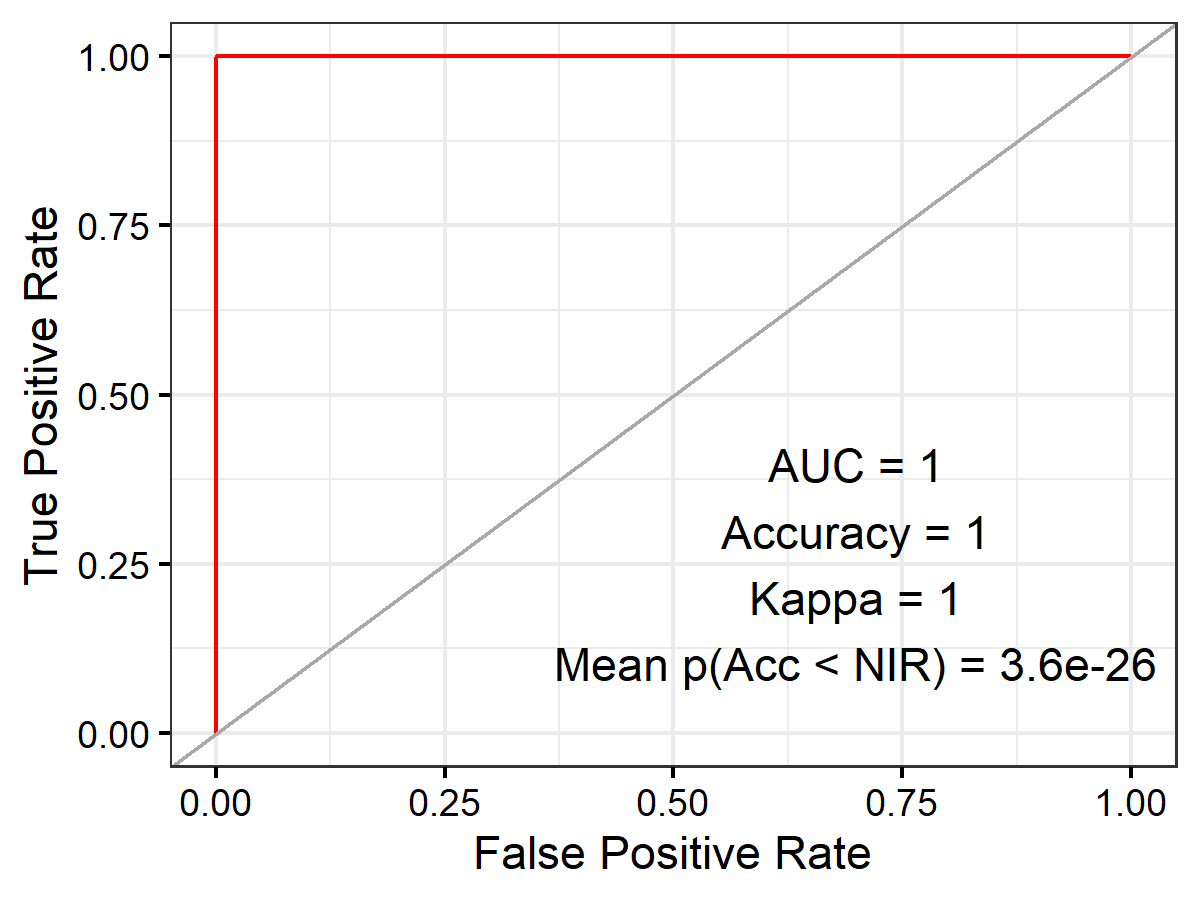 1.00
0.75
0.50
0.25
0.00
True Positive Rate
AUC = 1
Accuracy = 1
Kappa = 1
Mean p(Acc < NIR) = 3.6e-26
0.00 0.25 0.50 0.75 1.00
False Positive Rate